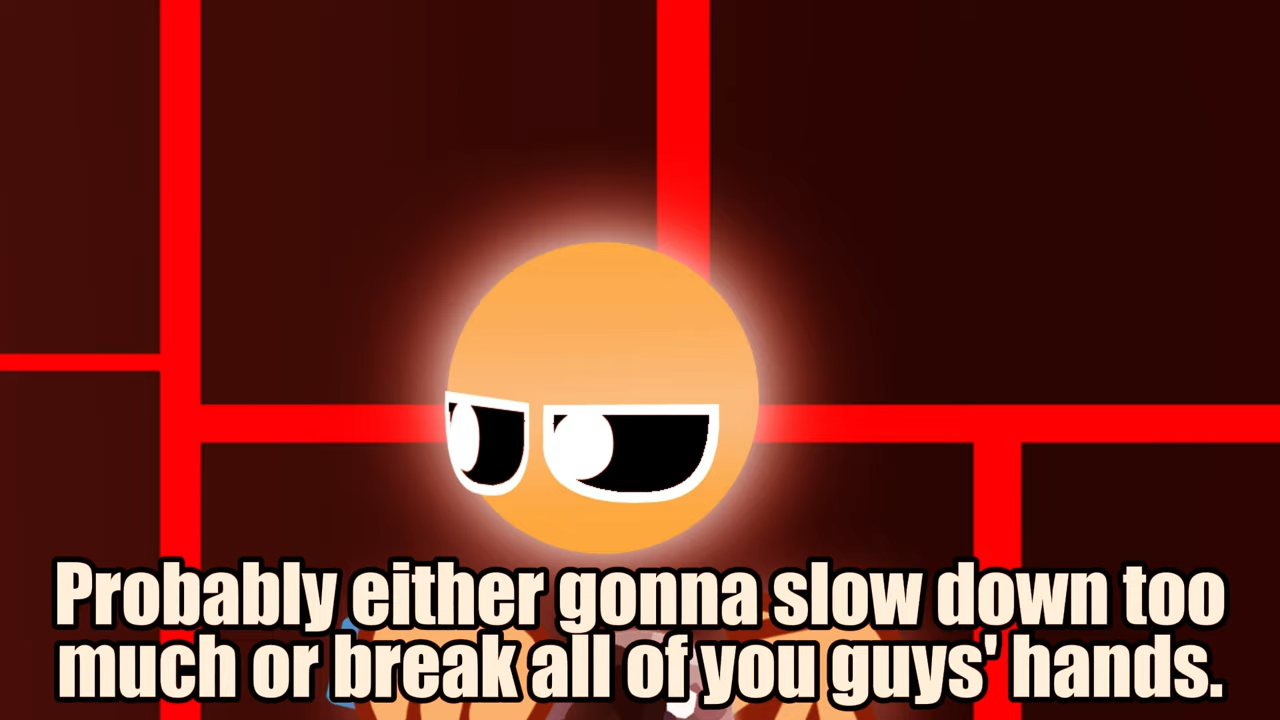 Probably either gonna slow down too
much or break all of you guys' hands.